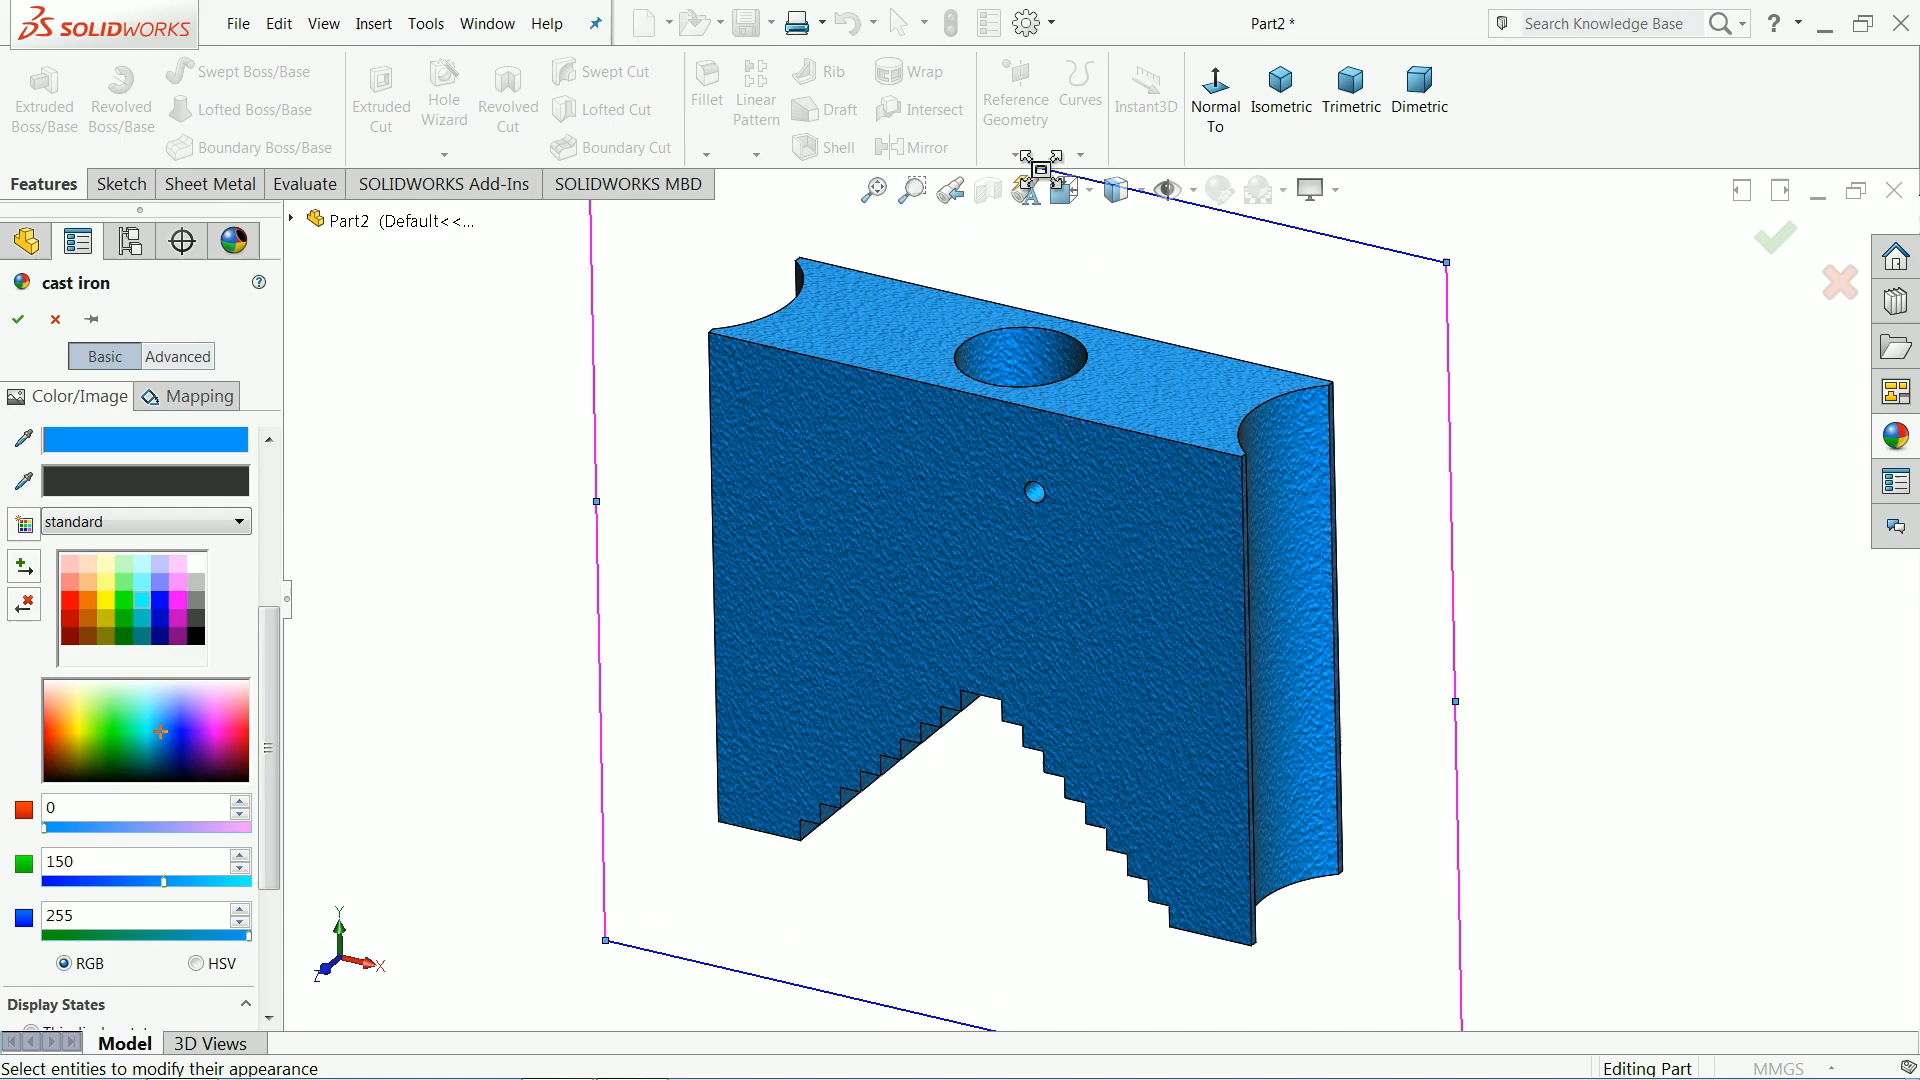 SOLIDWORKS
File Edit View Insert Tools Window Help
Part2 *
Search Knowledge Base
?
Extruded Boss/Base
Revolved Boss/Base
Swept Boss/Base
Lofted Boss/Base
Boundary Boss/Base
Extruded Cut
Hole Wizard
Revolved Cut
Swept Cut
Lofted Cut
Boundary Cut
Fillet
Linear Pattern
Rib
Draft
Shell
Wrap
Intersect
Mirror
Reference Geometry
Curves
Instant3D
Normal To
Isometric
Trimetric
Dimetric
Features Sketch Sheet Metal Evaluate SOLIDWORKS Add-Ins SOLIDWORKS MBD
Part2 (Default<<...
cast iron
Basic Advanced
Color/Image Mapping
standard
0
150
255
RGB HSV
Display States
Y
X
Z
Model 3D Views
Select entities to modify their appearance
Editing Part
MMGS